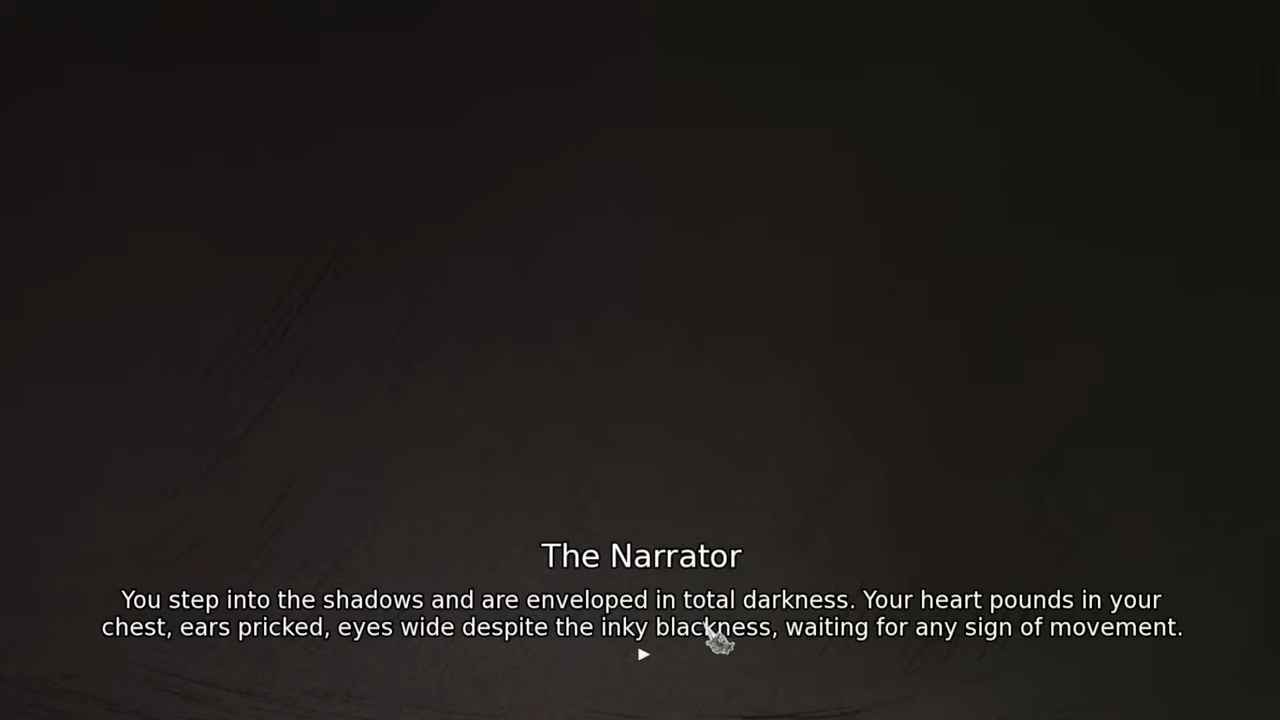 The Narrator
You step into the shadows and are enveloped in total darkness. Your heart pounds in your
chest, ears pricked, eyes wide despite the inky blackness, waiting for any sign of movement.